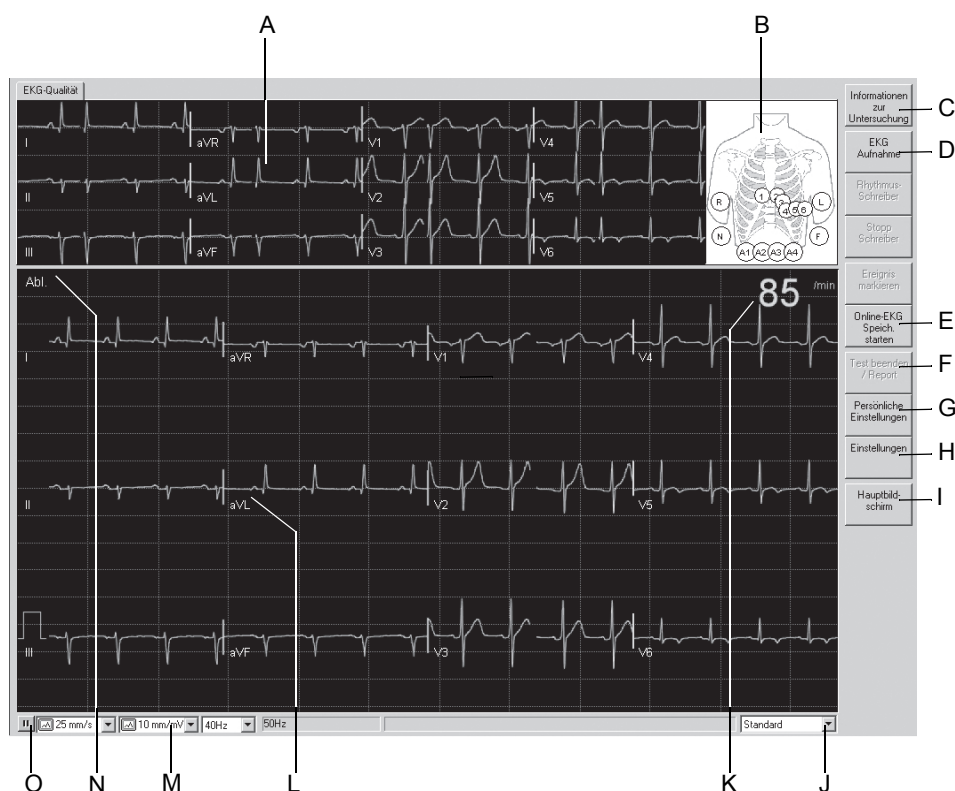 A
B
EKG-Qualität
I
aVR
V1
V4
II
aVL
V2
V5
III
aVF
V3
V6
R
1
2
3
4
5
6
L
N
F
A1 A2 A3 A4
Informationen
zur
Untersuchung
C
EKG
Aufnahme
D
Rhythmus-
Schreiber
Stopp
Schreiber
Ereignis
markieren
Online-EKG
Speich.
starten
E
Test beenden
/ Report
F
Persönliche
Einstellungen
G
Einstellungen
H
Hauptbild-
schirm
I
Abl.
85 /min
I
aVR
V1
V4
II
aVL
V2
V5
III
aVF
V3
V6
25 mm/s
10 mm/mV
40Hz
50Hz
Standard
O
N
M
L
K
J